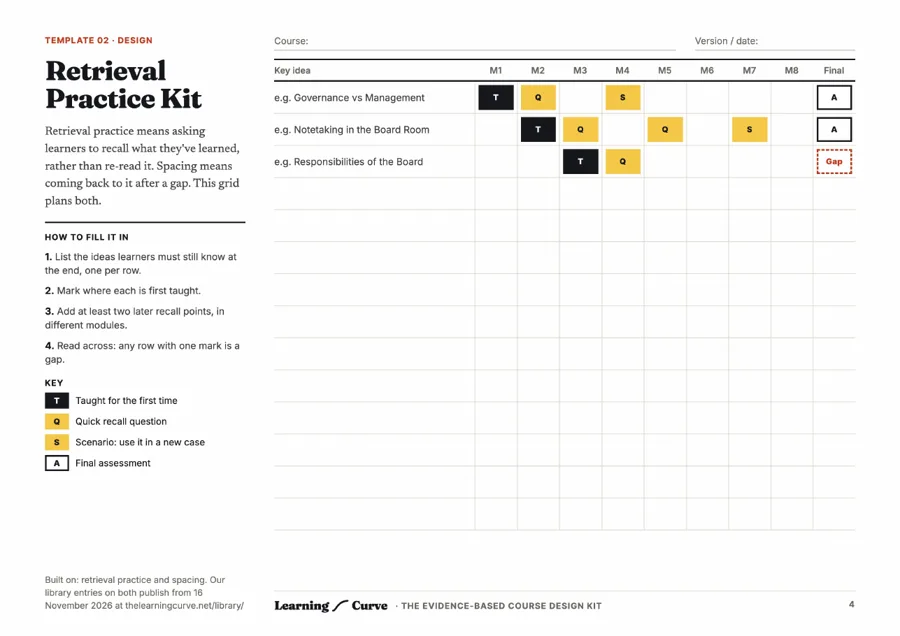 TEMPLATE 02 · DESIGN
Retrieval
Practice Kit
Retrieval practice means asking
learners to recall what they've learned,
rather than re-read it. Spacing means
coming back to it after a gap. This grid
plans both.
HOW TO FILL IT IN
1. List the ideas learners must still know at
the end, one per row.
2. Mark where each is first taught.
3. Add at least two later recall points, in
different modules.
4. Read across: any row with one mark is a
gap.
KEY
T Taught for the first time
Q Quick recall question
S Scenario: use it in a new case
A Final assessment
Built on: retrieval practice and spacing. Our
library entries on both publish from 16
November 2026 at thelearningcurve.net/library/
Course: Version / date:
Key idea M1 M2 M3 M4 M5 M6 M7 M8 Final
e.g. Governance vs Management T Q S A
e.g. Notetaking in the Board Room T Q Q S A
e.g. Responsibilities of the Board T Q Gap
Learning Curve · THE EVIDENCE-BASED COURSE DESIGN KIT 4